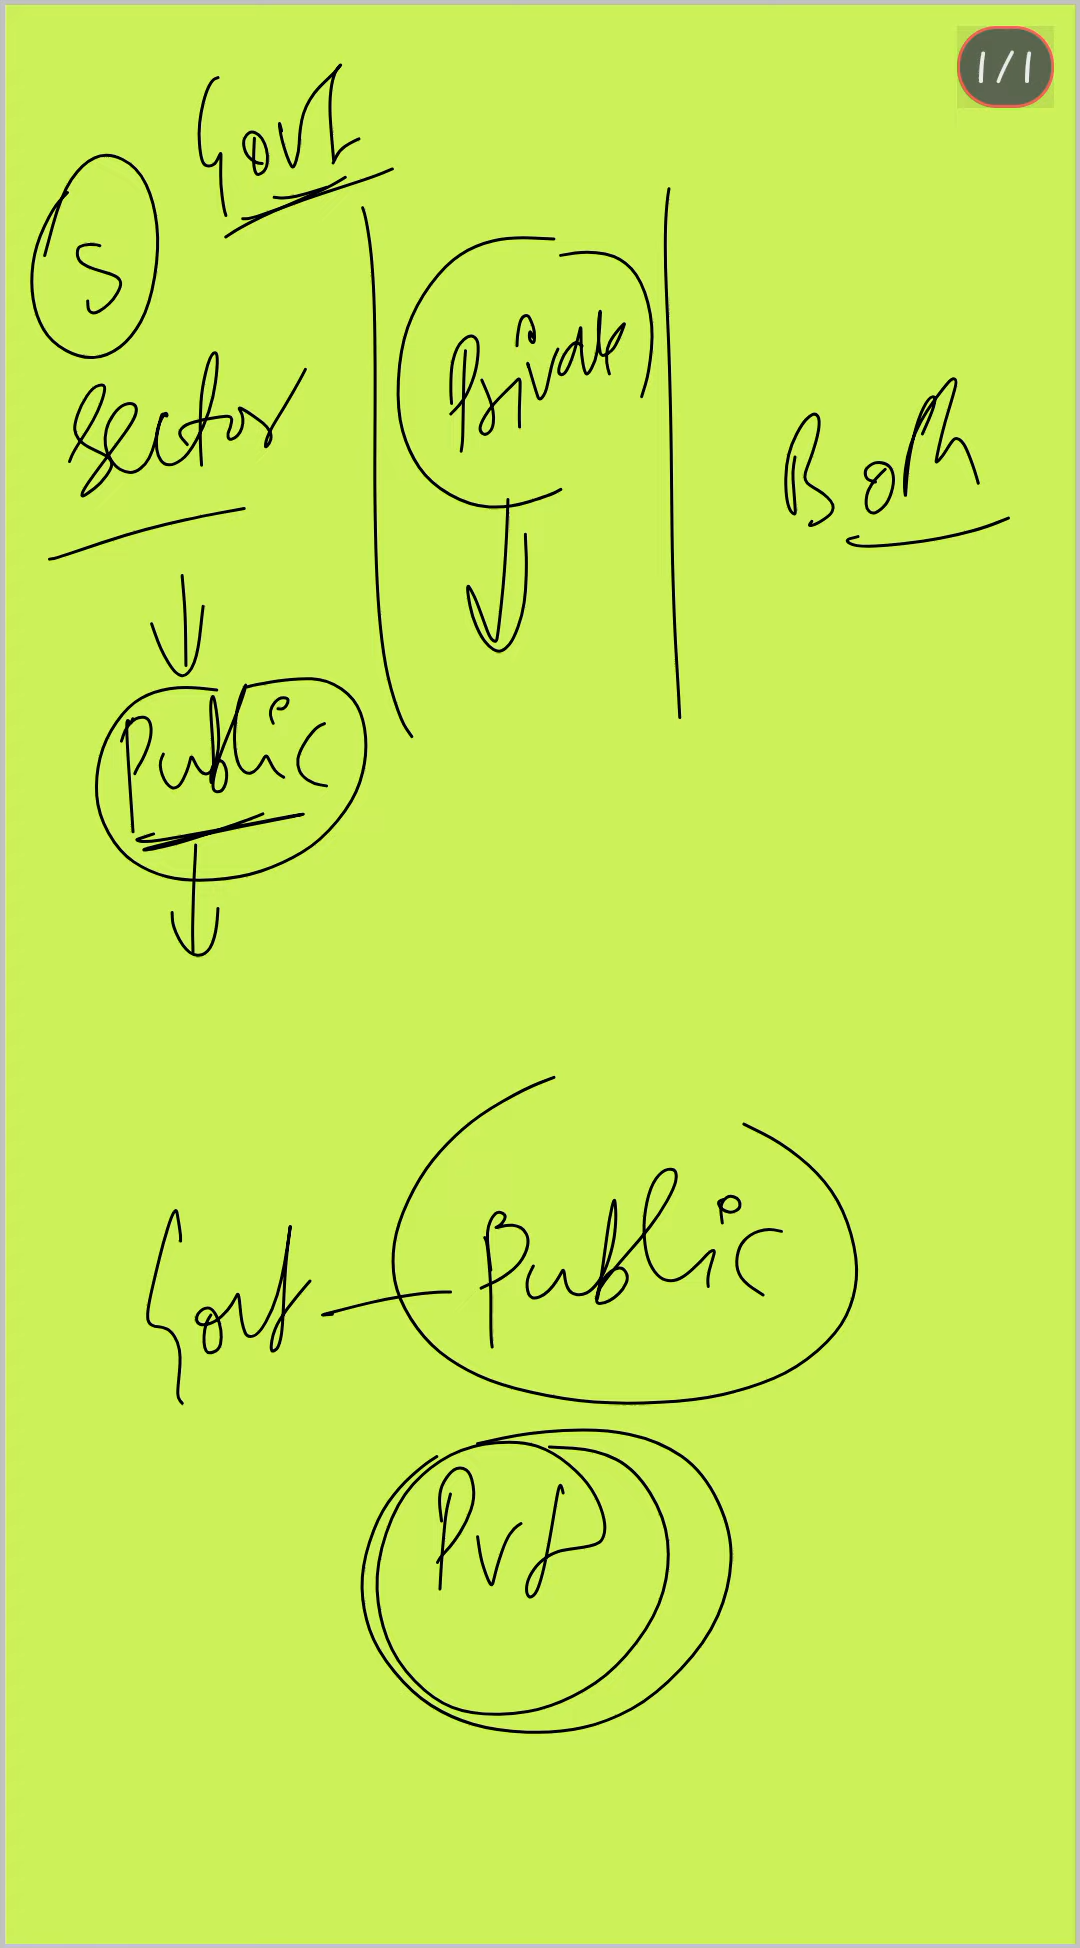 1/1
Govt
S
Sector
Private
Both
Public
Govt - Public
Pvt